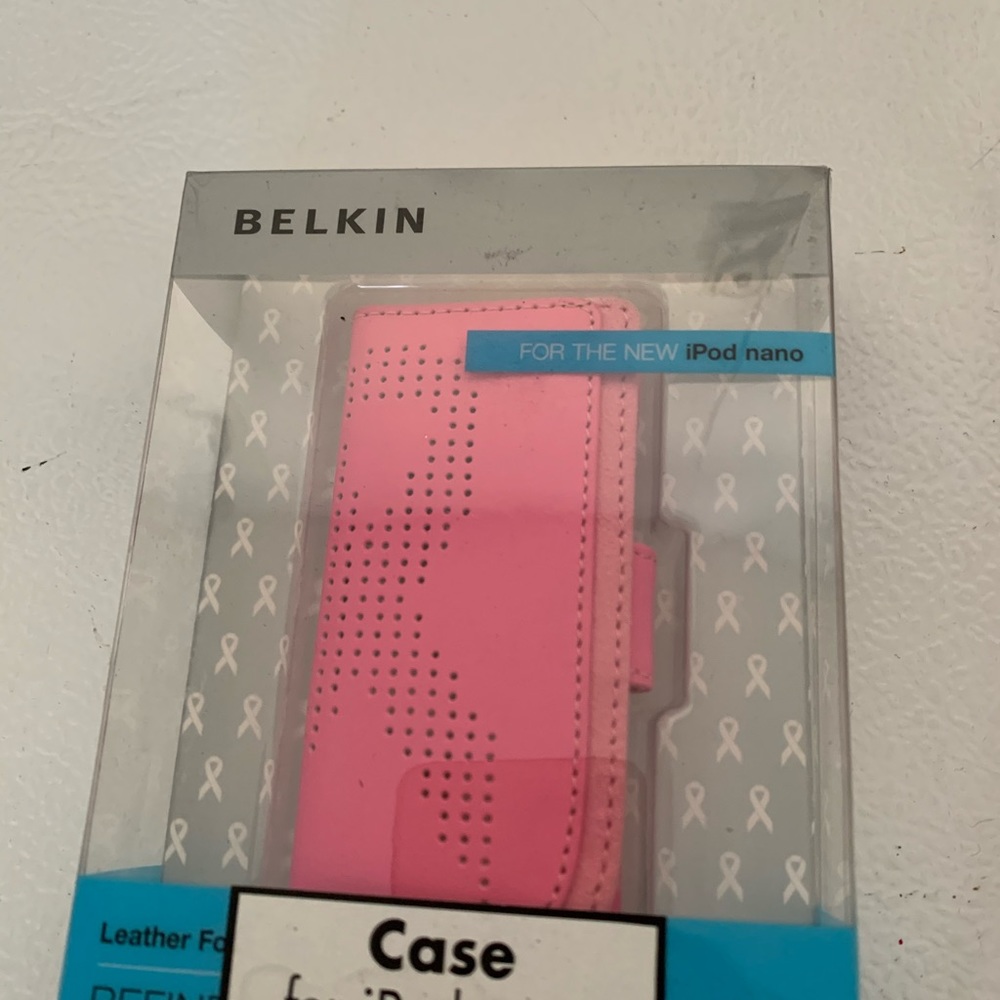 BELKIN
FOR THE NEW iPod nano
Leather Fo
Case